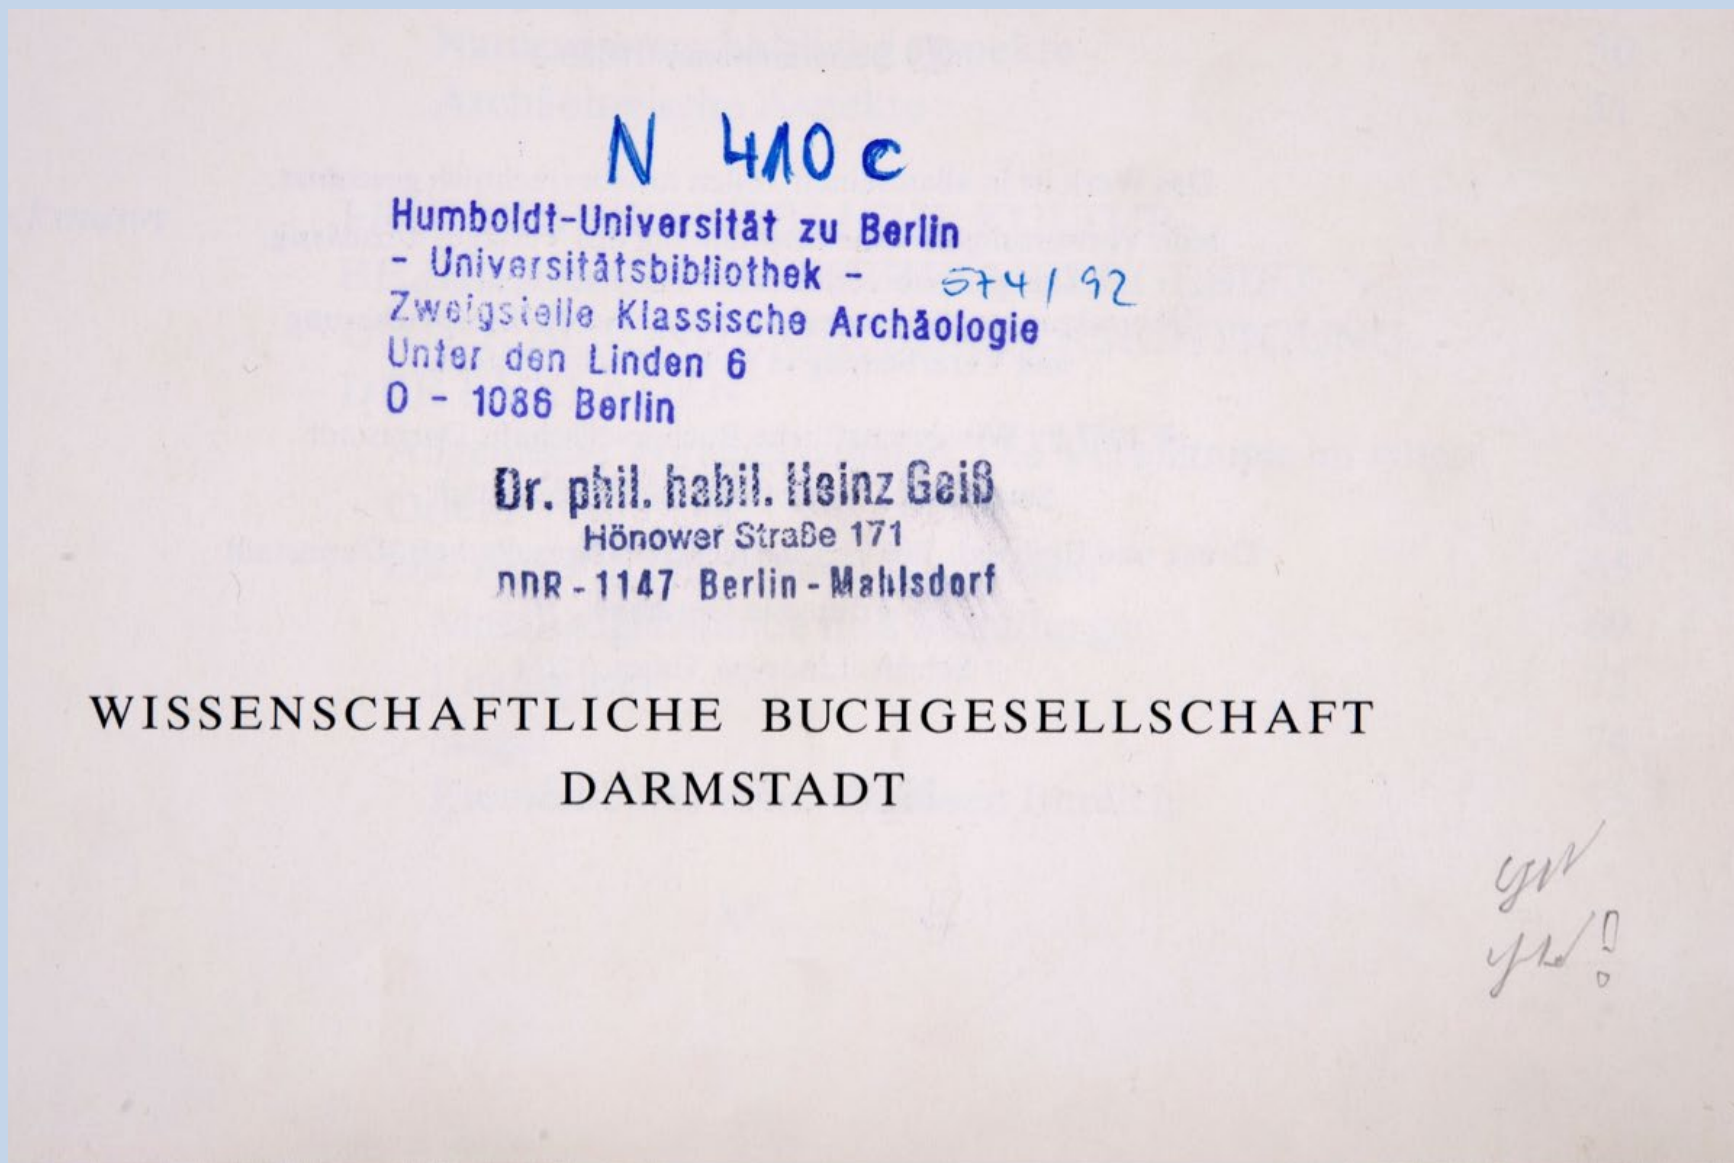 N 410 c
Humboldt-Universität zu Berlin
- Universitätsbibliothek - 574/92
Zweigstelle Klassische Archäologie
Unter den Linden 6
O - 1086 Berlin
Dr. phil. habil. Heinz Geiß
Hönower Straße 171
DDR - 1147 Berlin - Mahlsdorf
WISSENSCHAFTLICHE BUCHGESELLSCHAFT
DARMSTADT